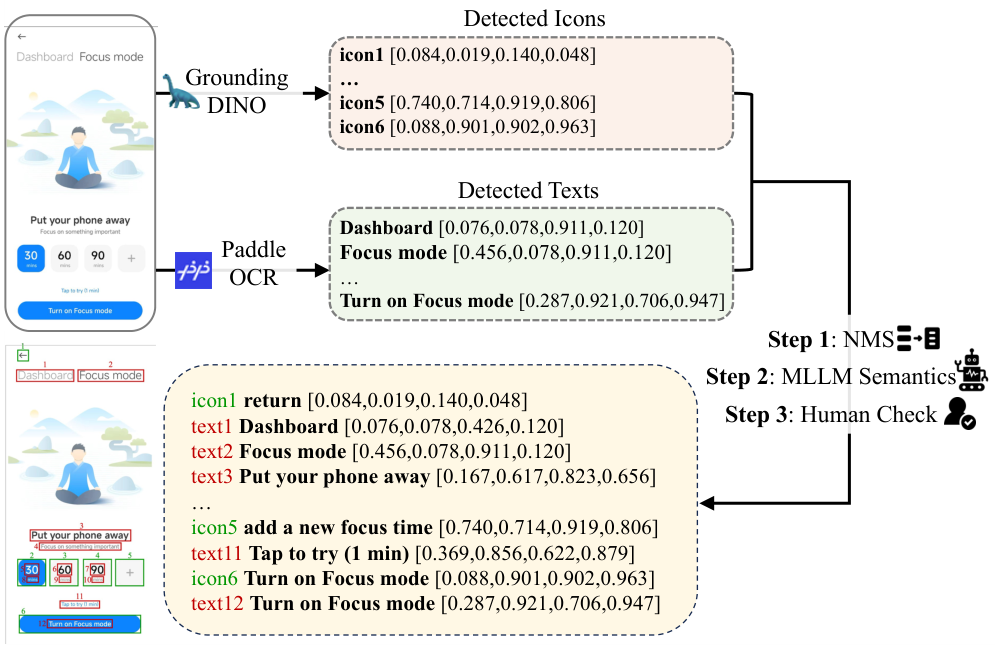 Detected Icons
←
Dashboard Focus mode
Grounding
DINO
icon1 [0.084,0.019,0.140,0.048]
...
icon5 [0.740,0.714,0.919,0.806]
icon6 [0.088,0.901,0.902,0.963]
Put your phone away
Focus on something important
30 60 90 +
mins mins mins
Tap to try (1 min)
Turn on Focus mode
Paddle
OCR
Detected Texts
Dashboard [0.076,0.078,0.911,0.120]
Focus mode [0.456,0.078,0.911,0.120]
...
Turn on Focus mode [0.287,0.921,0.706,0.947]
Step 1: NMS
Step 2: MLLM Semantics
Step 3: Human Check
1
←
1 2
Dashboard Focus mode
3
Put your phone away
4 Focus on something important
2 3 4 5
30 6 60 7 90 +
9 10
11
Tap to try (1 min)
6
12 Turn on Focus mode
icon1 return [0.084,0.019,0.140,0.048]
text1 Dashboard [0.076,0.078,0.426,0.120]
text2 Focus mode [0.456,0.078,0.911,0.120]
text3 Put your phone away [0.167,0.617,0.823,0.656]
...
icon5 add a new focus time [0.740,0.714,0.919,0.806]
text11 Tap to try (1 min) [0.369,0.856,0.622,0.879]
icon6 Turn on Focus mode [0.088,0.901,0.902,0.963]
text12 Turn on Focus mode [0.287,0.921,0.706,0.947]